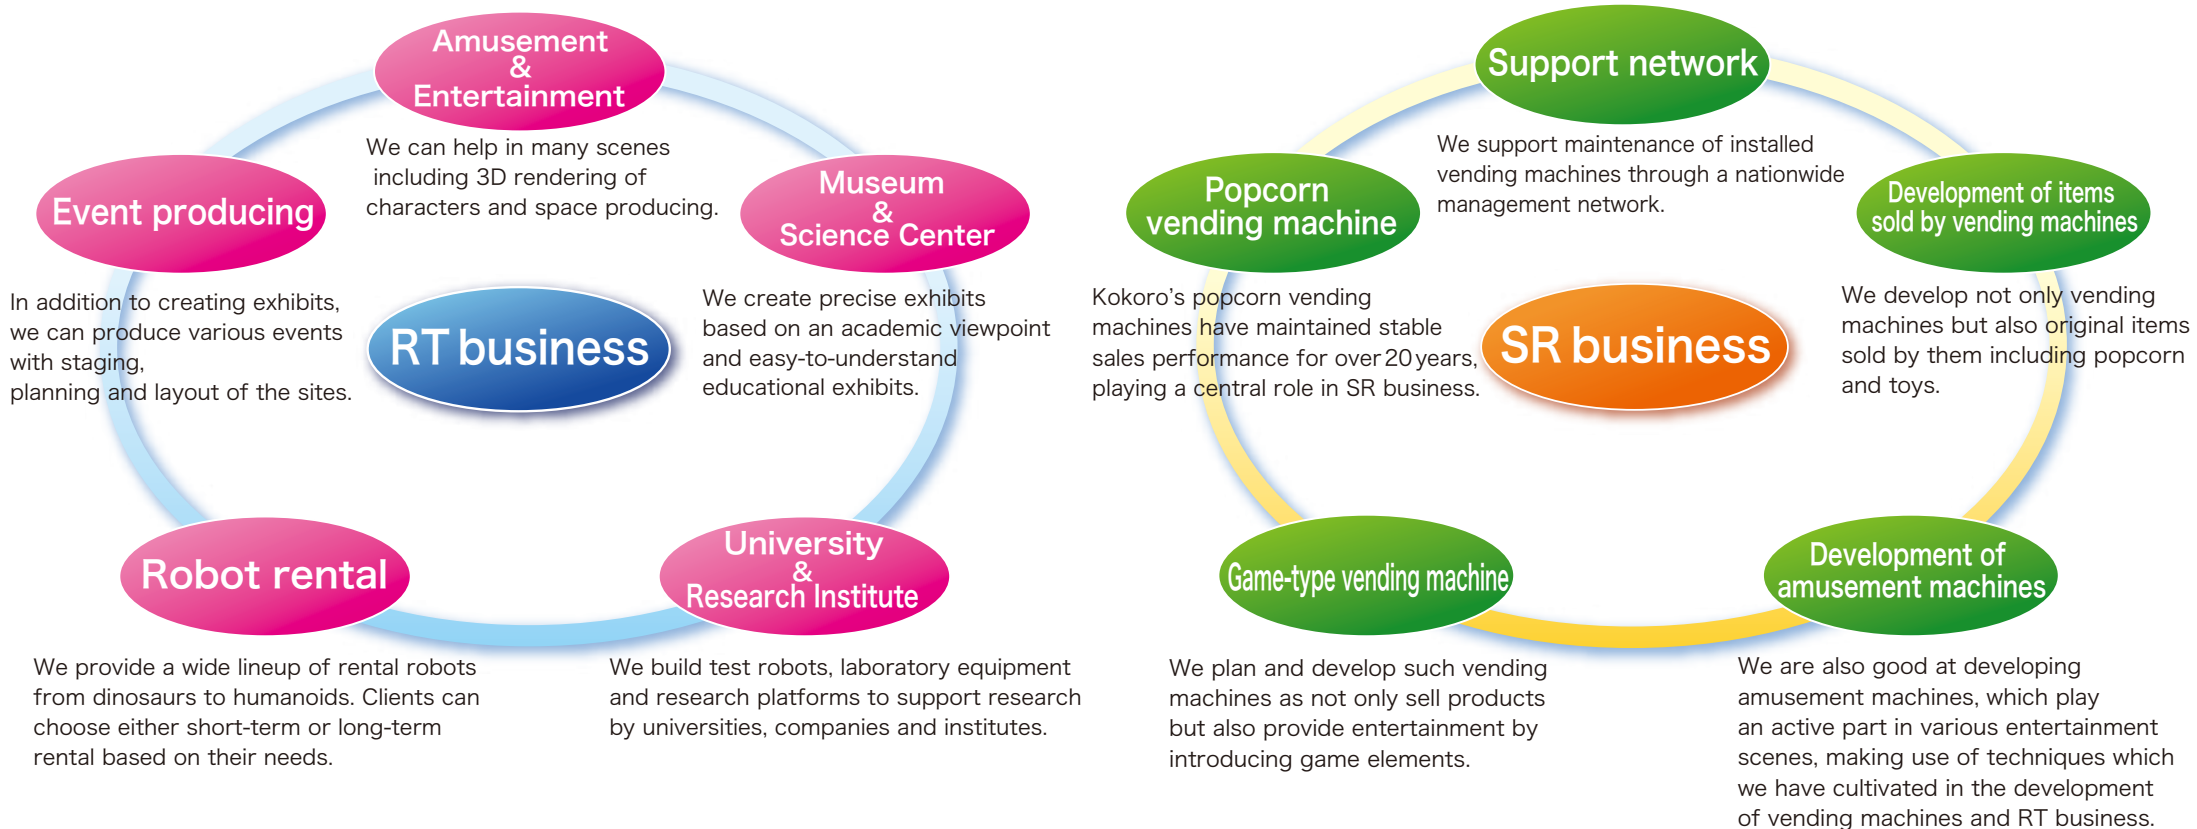 Amusement
&
Entertainment
We can help in many scenes
including 3D rendering of
characters and space producing.
Event producing
In addition to creating exhibits,
we can produce various events
with staging,
planning and layout of the sites.
Museum
&
Science Center
We create precise exhibits
based on an academic viewpoint
and easy-to-understand
educational exhibits.
RT business
Robot rental
We provide a wide lineup of rental robots
from dinosaurs to humanoids. Clients can
choose either short-term or long-term
rental based on their needs.
University
&
Research Institute
We build test robots, laboratory equipment
and research platforms to support research
by universities, companies and institutes.
Support network
We support maintenance of installed
vending machines through a nationwide
management network.
Popcorn
vending machine
Kokoro's popcorn vending
machines have maintained stable
sales performance for over 20 years,
playing a central role in SR business.
Development of items
sold by vending machines
We develop not only vending
machines but also original items
sold by them including popcorn
and toys.
SR business
Game-type vending machine
We plan and develop such vending
machines as not only sell products
but also provide entertainment by
introducing game elements.
Development of
amusement machines
We are also good at developing
amusement machines, which play
an active part in various entertainment
scenes, making use of techniques which
we have cultivated in the development
of vending machines and RT business.